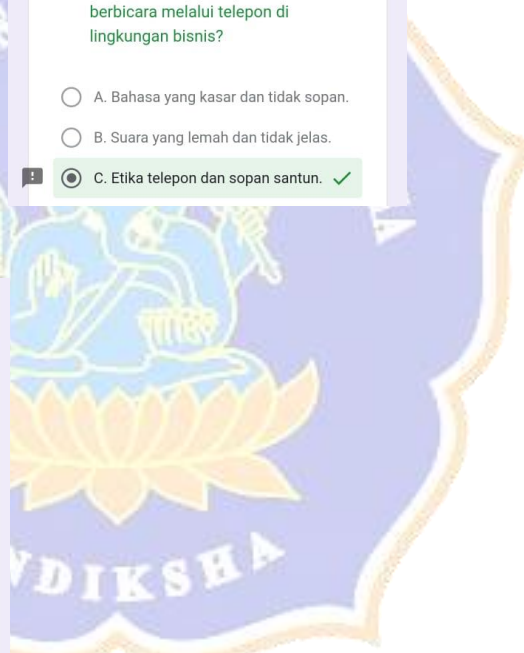 berbicara melalui telepon di
lingkungan bisnis?
A. Bahasa yang kasar dan tidak sopan.
B. Suara yang lemah dan tidak jelas.
C. Etika telepon dan sopan santun.
NDIKSHA